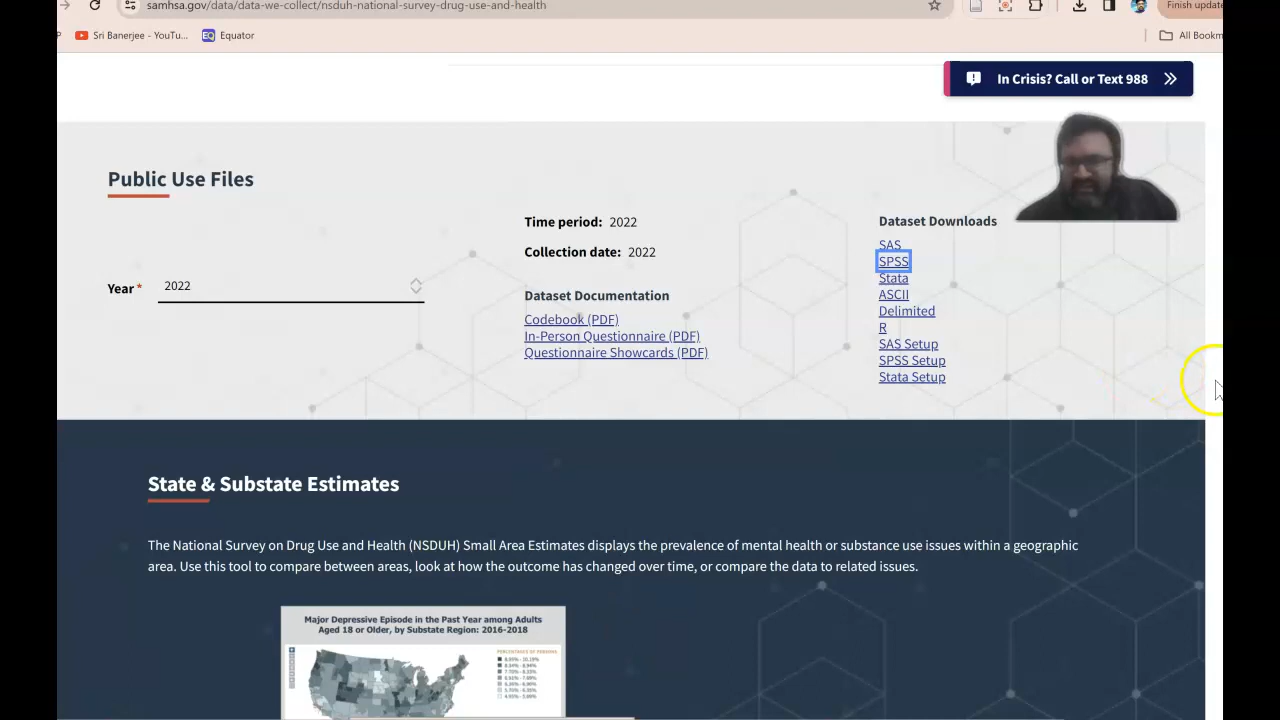 samhsa.gov/data/data-we-collect/nsduh-national-survey-drug-use-and-health
Finish update
Sri Banerjee - YouTu...
EQ Equator
All Bookm
In Crisis? Call or Text 988
Public Use Files
Year *
2022
Time period: 2022
Collection date: 2022
Dataset Documentation
Codebook (PDF)
In-Person Questionnaire (PDF)
Questionnaire Showcards (PDF)
Dataset Downloads
SAS
SPSS
Stata
ASCII
Delimited
R
SAS Setup
SPSS Setup
Stata Setup
State & Substate Estimates
The National Survey on Drug Use and Health (NSDUH) Small Area Estimates displays the prevalence of mental health or substance use issues within a geographic
area. Use this tool to compare between areas, look at how the outcome has changed over time, or compare the data to related issues.
Major Depressive Episode in the Past Year among Adults
Aged 18 or Older, by Substate Region: 2016-2018